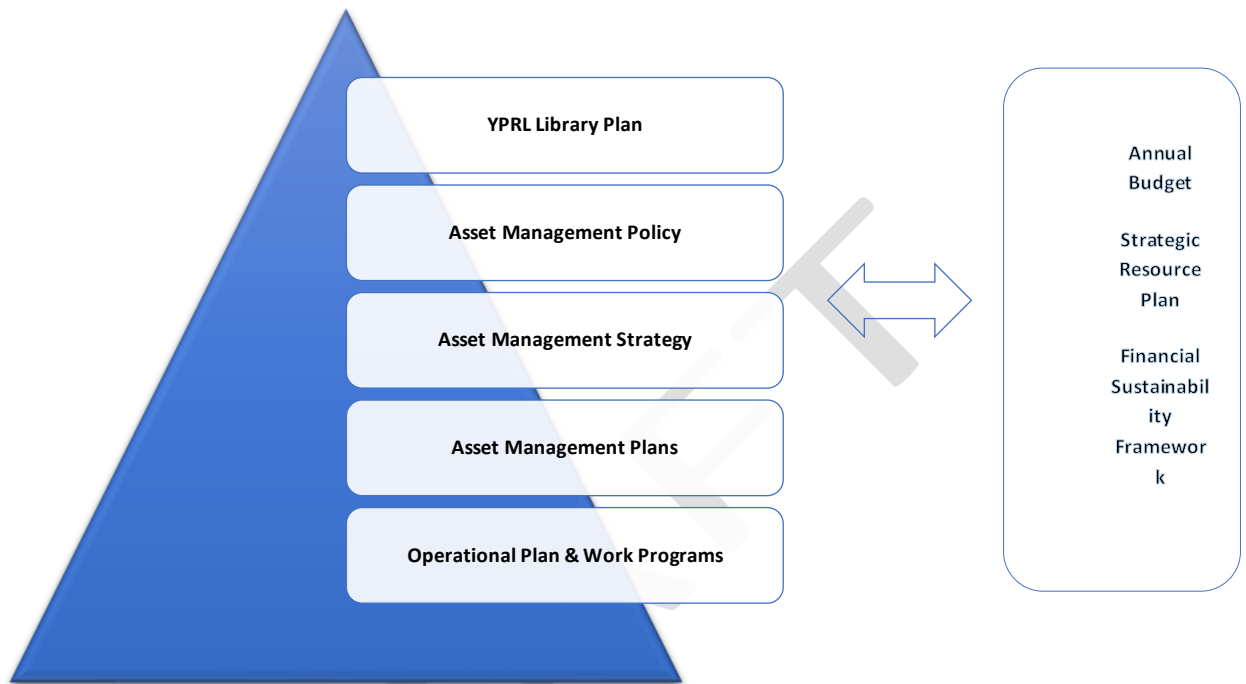 YPRL Library Plan
Asset Management Policy
Asset Management Strategy
Asset Management Plans
Operational Plan & Work Programs
Annual
Budget
Strategic
Resource
Plan
Financial
Sustainabil
ity
Framewor
k